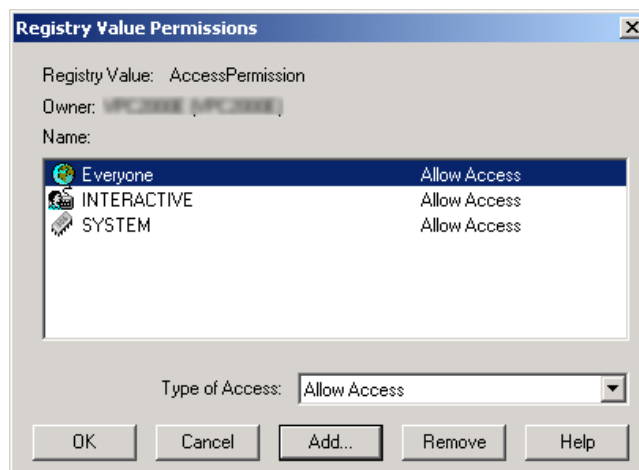 Registry Value Permissions
Registry Value: AccessPermission
Owner:
Name:
Everyone Allow Access
INTERACTIVE Allow Access
SYSTEM Allow Access
Type of Access: Allow Access
OK Cancel Add... Remove Help